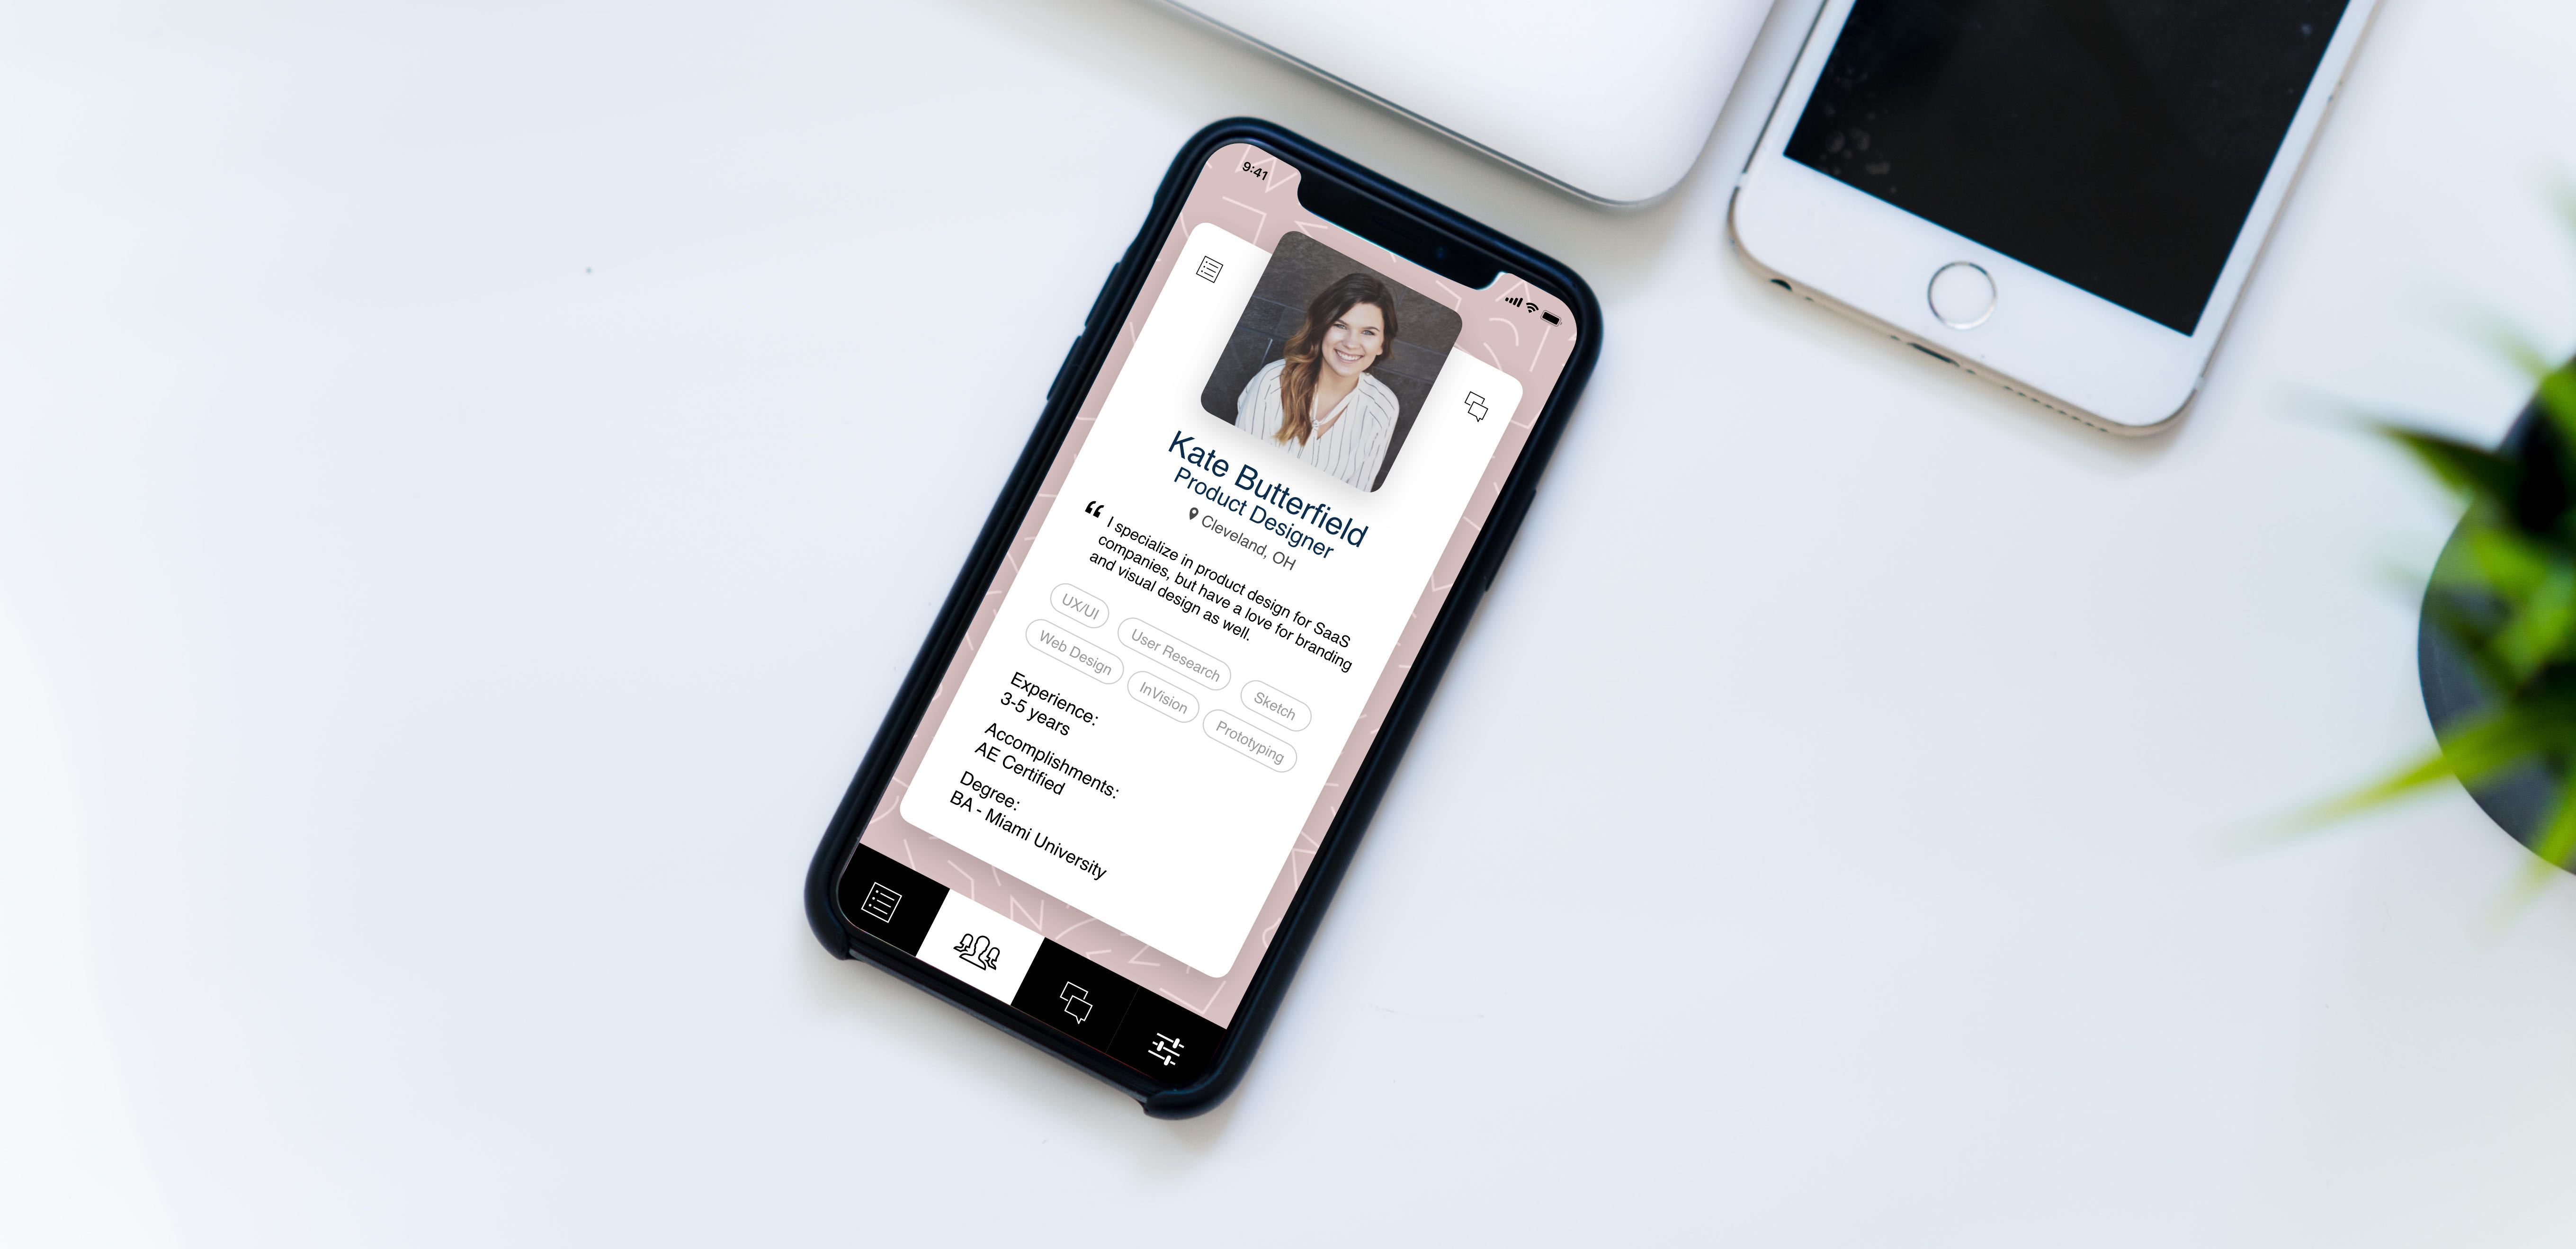 9:41
Kate Butterfield
Product Designer
Cleveland, OH
“ I specialize in product design for SaaS
companies, but have a love for branding
and visual design as well.
UX/UI
User Research
Sketch
Web Design
InVision
Prototyping
Experience:
3-5 years
Accomplishments:
AE Certified
Degree:
BA - Miami University